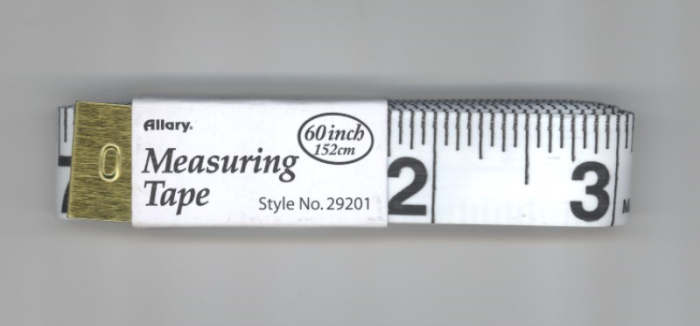 Allary®
60 inch
152cm
Measuring
Tape
Style No. 29201
2 3